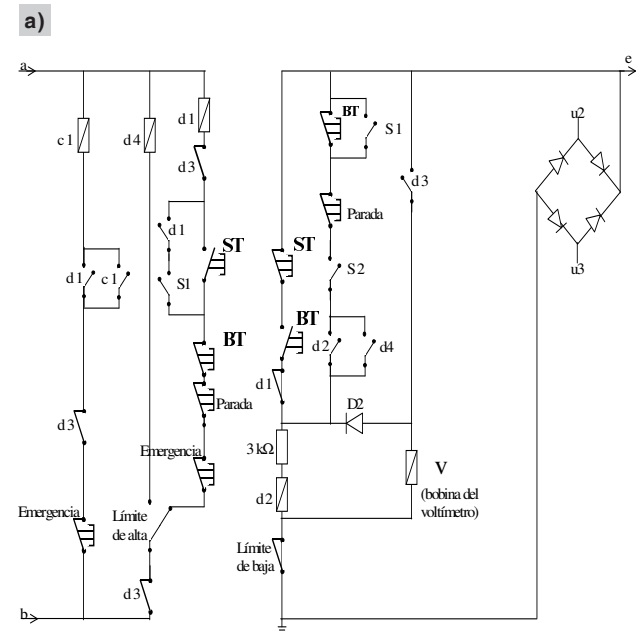 a)
a
e
c1
d4
d1
d3
BT
S1
u2
Parada
d3
d1
S1
ST
ST
S2
u3
d1
c1
BT
BT
d2
d4
d1
Parada
D2
d3
3 kΩ
V
Emergencia
(bobina del
voltímetro)
d2
Emergencia
Límite
de alta
Límite
de baja
d3
b